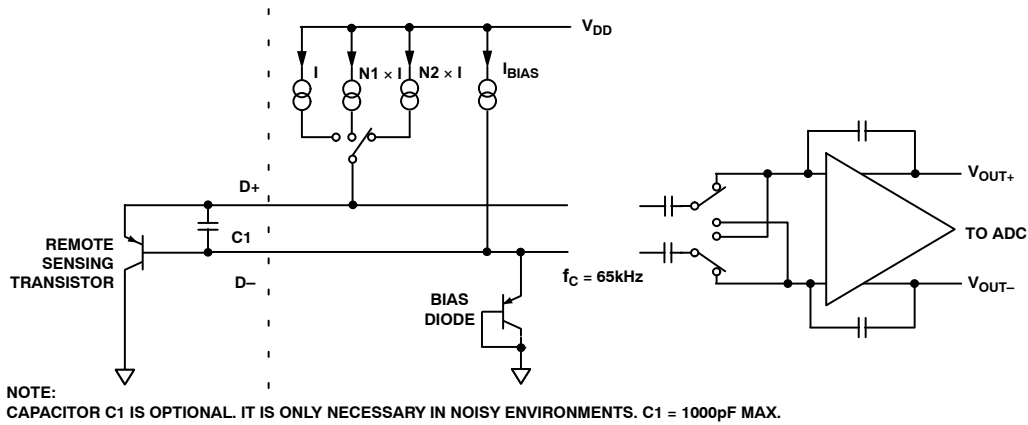 V_DD
I
N1 × I
N2 × I
I_BIAS
D+
C1
D–
REMOTE
SENSING
TRANSISTOR
BIAS
DIODE
f_C = 65kHz
V_OUT+
TO ADC
V_OUT–
NOTE:
CAPACITOR C1 IS OPTIONAL. IT IS ONLY NECESSARY IN NOISY ENVIRONMENTS. C1 = 1000pF MAX.